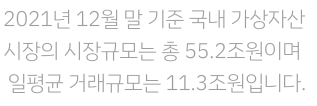 2021년 12월 말 기준 국내 가상자산
시장의 시장규모는 총 55.2조원이며
일평균 거래규모는 11.3조원입니다.